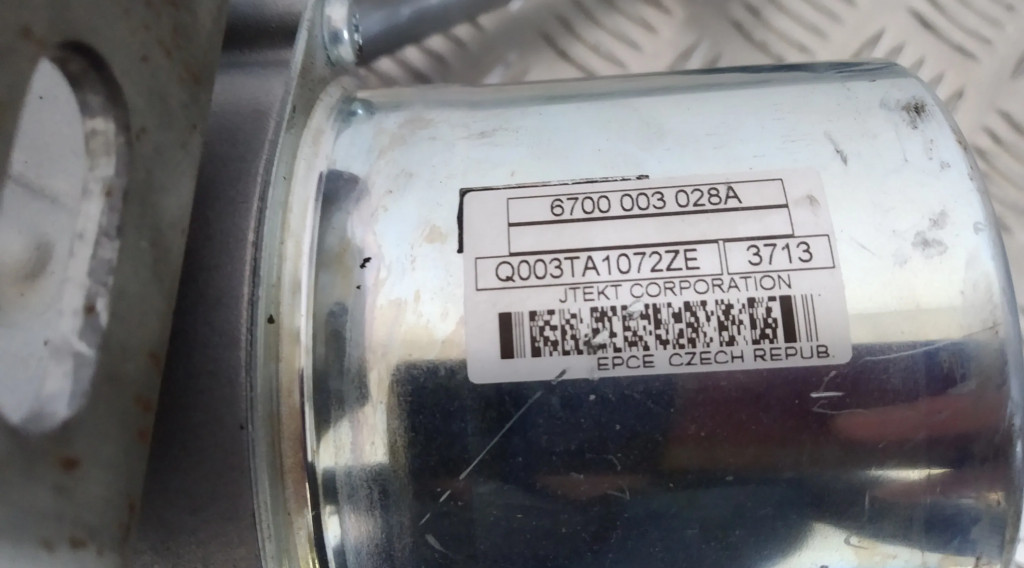 6700 003 028A
Q003TA1072ZE 3713
JTEKT CORPORATION
EPCE CZECH REPUB.